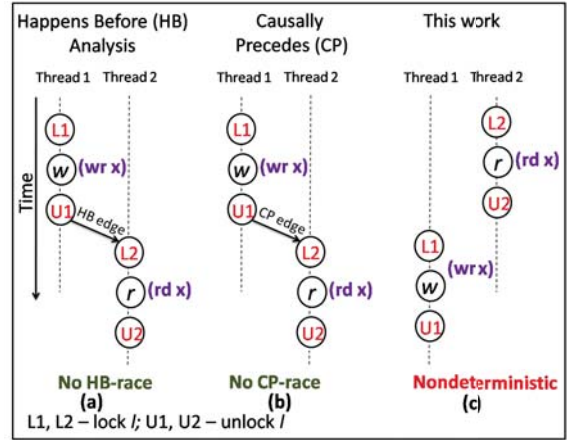 Happens Before (HB)
Analysis
Causally
Precedes (CP)
This work
Thread 1 Thread 2
Thread 1 Thread 2
Thread 1 Thread 2
Time
L1
w (wr x)
U1
HB edge
L2
r (rd x)
U2
L1
w (wr x)
U1
CP edge
L2
r (rd x)
U2
L2
r (rd x)
U2
L1
(wr x)
w
U1
No HB-race
(a)
No CP-race
(b)
Nondeterministic
(c)
L1, L2 – lock l; U1, U2 – unlock l